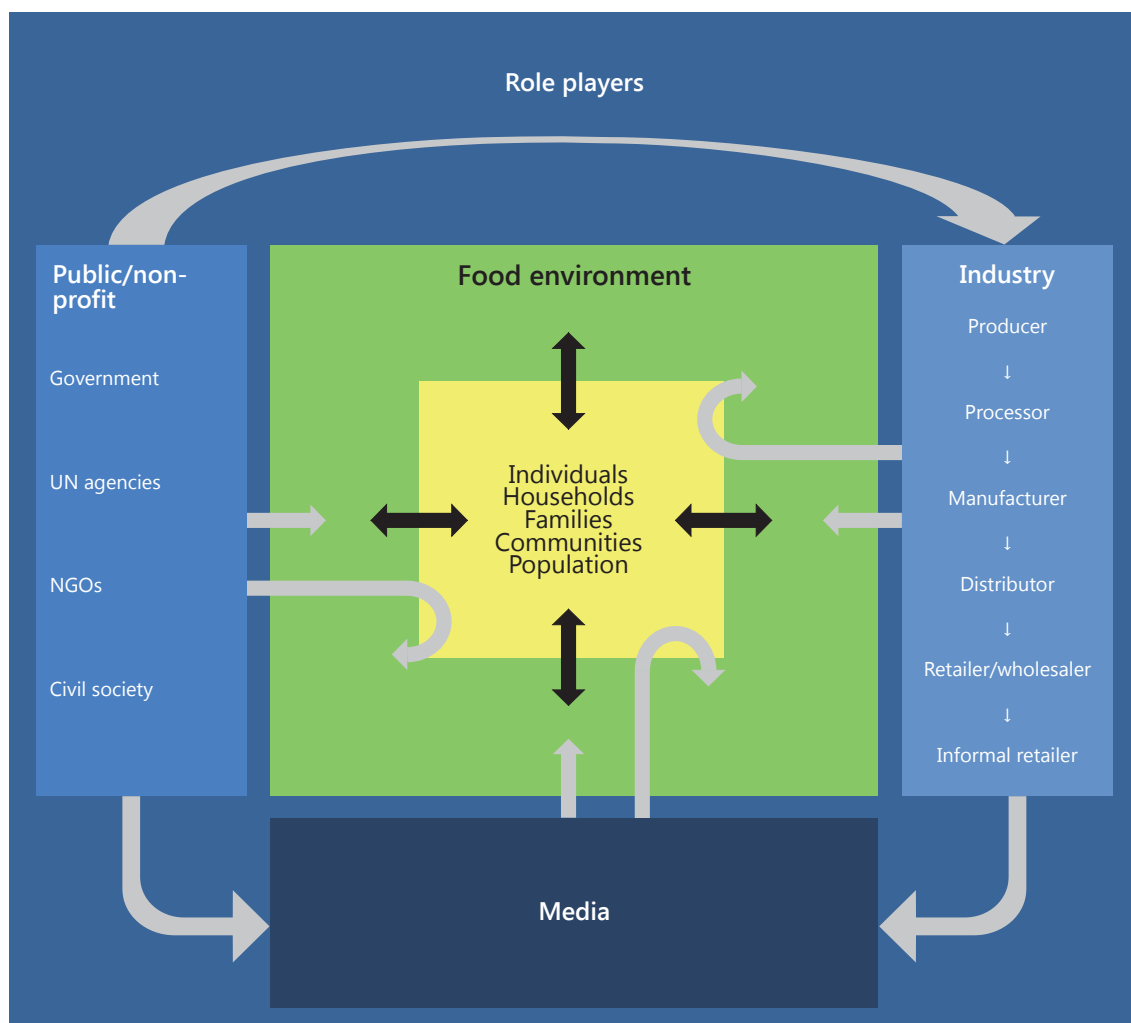 Role players
Public/non-
profit
Government
UN agencies
NGOs
Civil society
Food environment
Individuals
Households
Families
Communities
Population
Industry
Producer
↓
Processor
↓
Manufacturer
↓
Distributor
↓
Retailer/wholesaler
↓
Informal retailer
Media